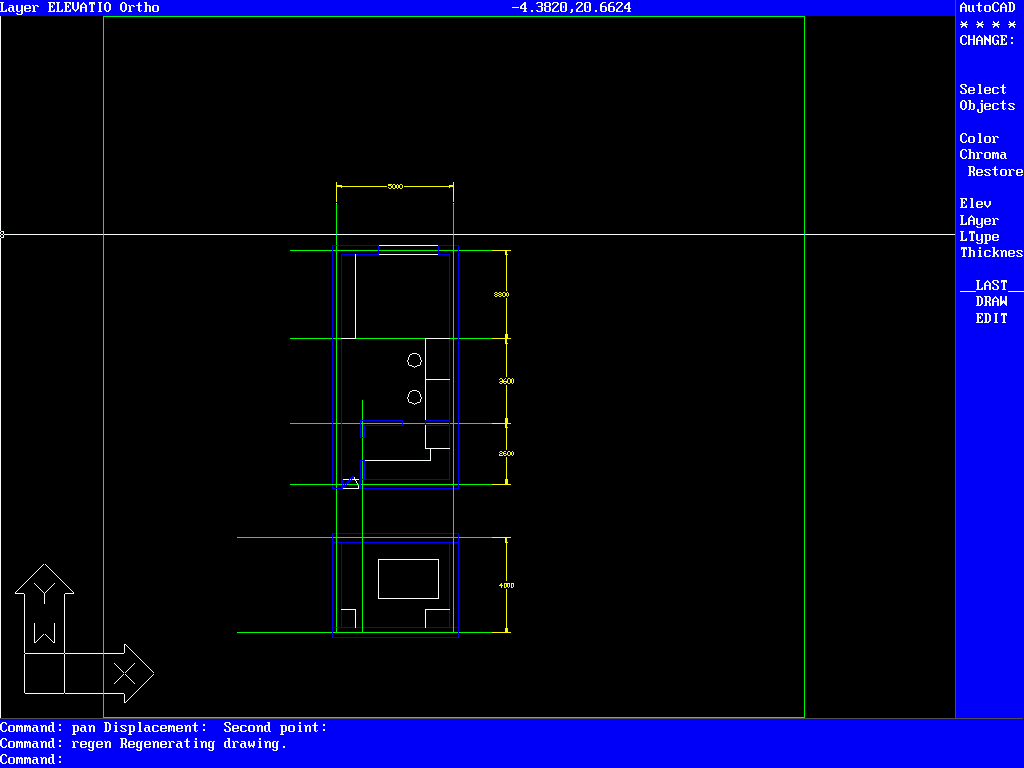 Layer ELEVATIO Ortho
-4.3820,20.6624
AutoCAD
* * * *
CHANGE:
Select
Objects
Color
Chroma
Restore
Elev
LAyer
LType
Thicknes
__LAST__
DRAW
EDIT
5000
3800
3600
2600
4000
Y
W
X
Command: pan Displacement:  Second point:
Command: regen Regenerating drawing.
Command: